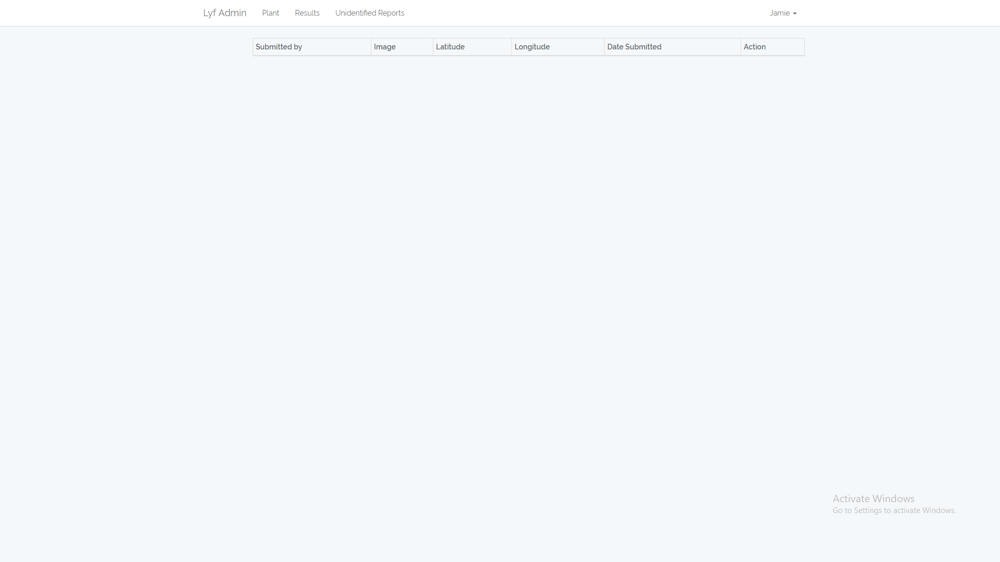 Lyf Admin Plant Results Unidentified Reports Jamie
Submitted by Image Latitude Longitude Date Submitted Action
Activate Windows
Go to Settings to activate Windows.